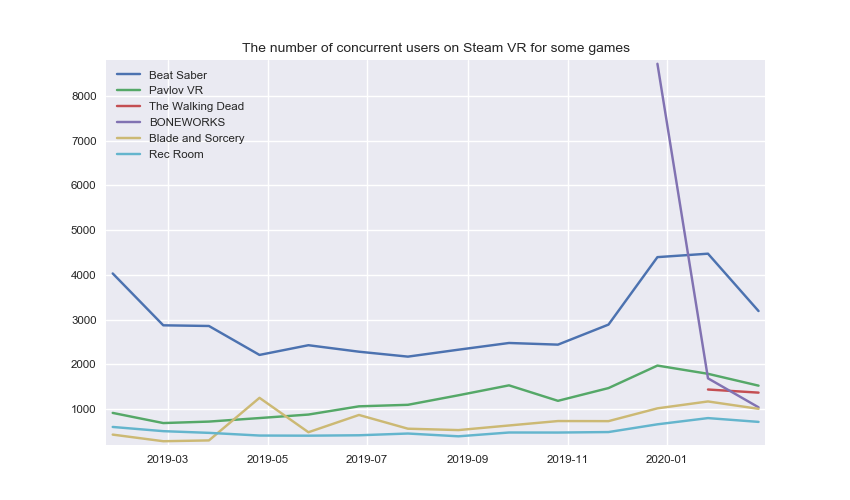 The number of concurrent users on Steam VR for some games
Beat Saber
Pavlov VR
The Walking Dead
BONEWORKS
Blade and Sorcery
Rec Room
8000
7000
6000
5000
4000
3000
2000
1000
2019-03 2019-05 2019-07 2019-09 2019-11 2020-01